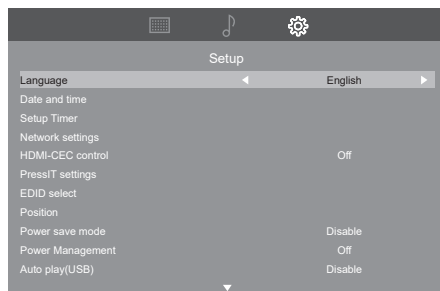 Setup
Language English
Date and time
Setup Timer
Network settings
HDMI-CEC control Off
PressIT settings
EDID select
Position
Power save mode Disable
Power Management Off
Auto play(USB) Disable